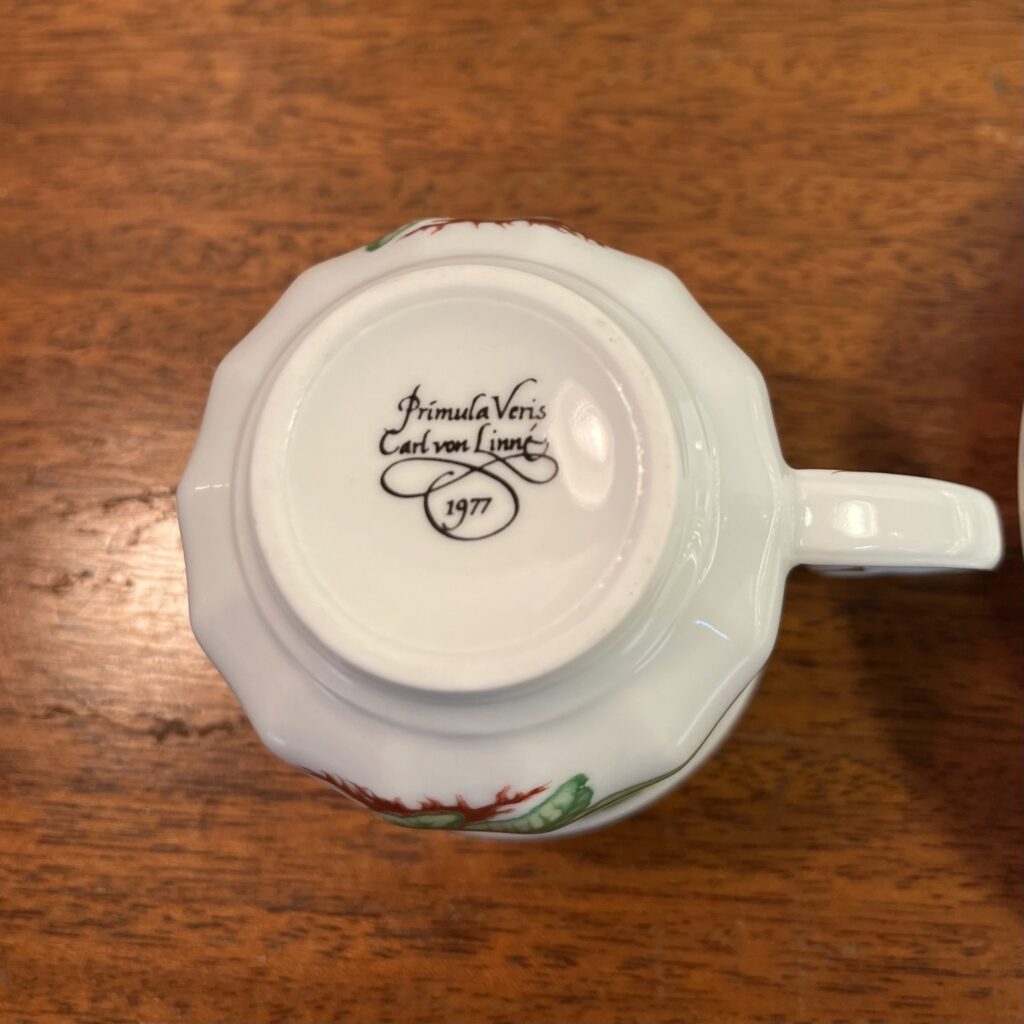 Primula Veris
Carl von Linné
1977